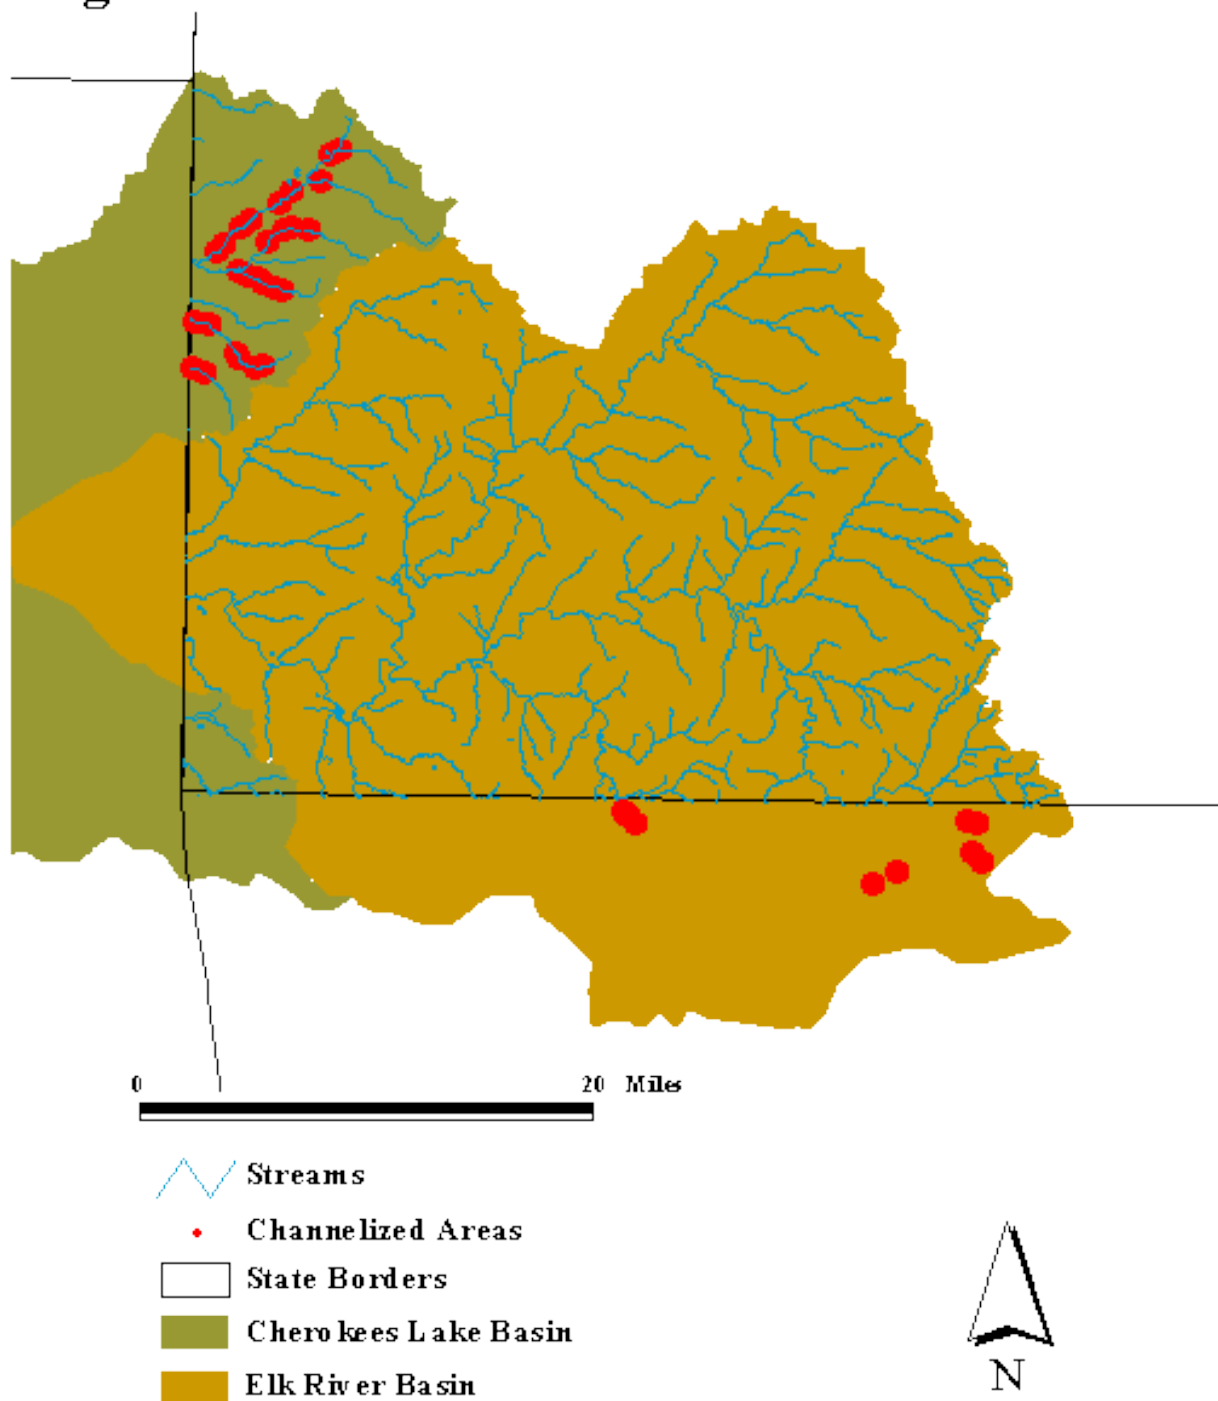 0 20 Miles
Streams
Channelized Areas
State Borders
Cherokees Lake Basin
Elk River Basin
N